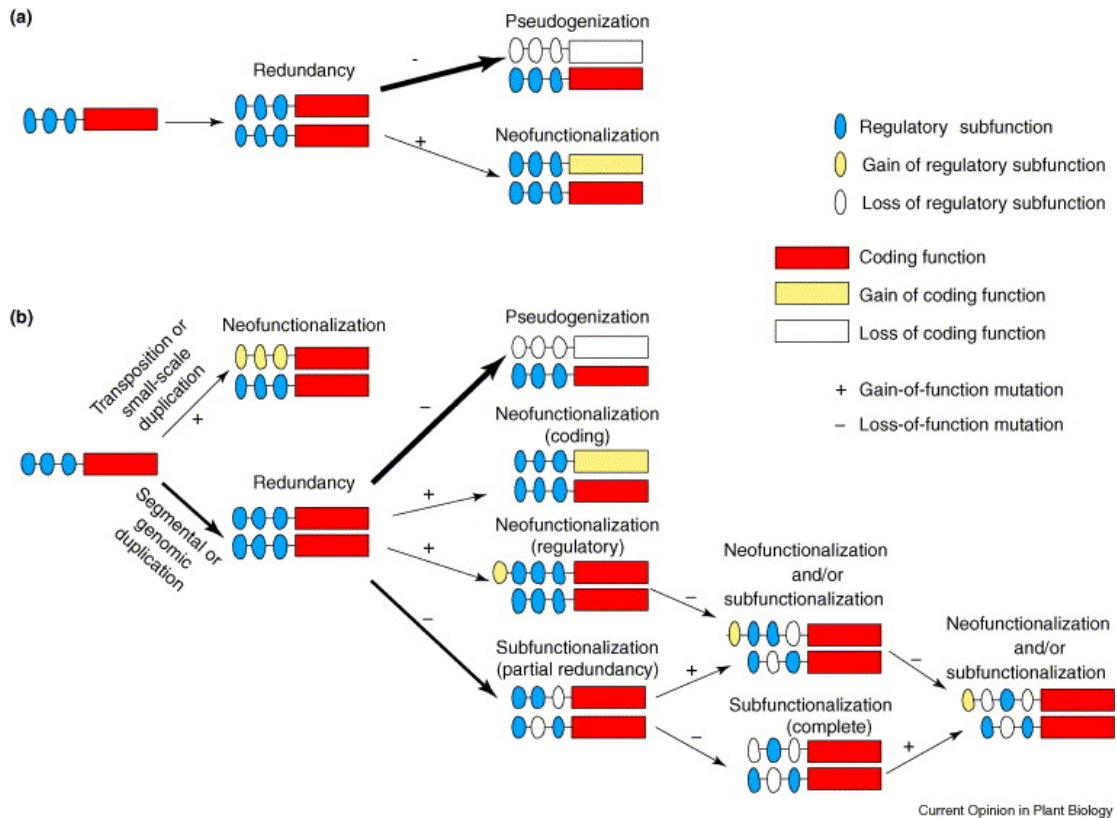 (a)
Pseudogenization
Redundancy
-
+
Neofunctionalization
Regulatory subfunction
Gain of regulatory subfunction
Loss of regulatory subfunction
Coding function
Gain of coding function
Loss of coding function
+ Gain-of-function mutation
– Loss-of-function mutation
(b)
Transposition or
small-scale
duplication
+
Neofunctionalization
Segmental or
genomic
duplication
Redundancy
–
Pseudogenization
+
Neofunctionalization
(coding)
+
Neofunctionalization
(regulatory)
–
Subfunctionalization
(partial redundancy)
–
+
Neofunctionalization
and/or
subfunctionalization
–
Subfunctionalization
(complete)
–
+
Neofunctionalization
and/or
subfunctionalization
Current Opinion in Plant Biology